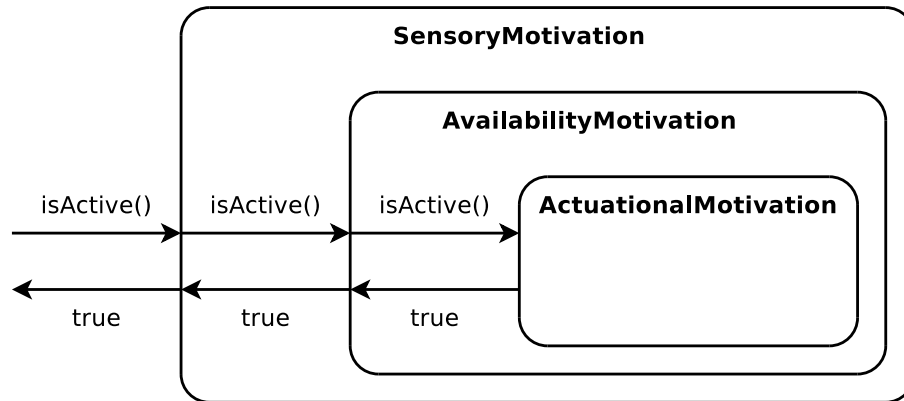 SensoryMotivation
AvailabilityMotivation
isActive() isActive() isActive() ActuationalMotivation
true true true